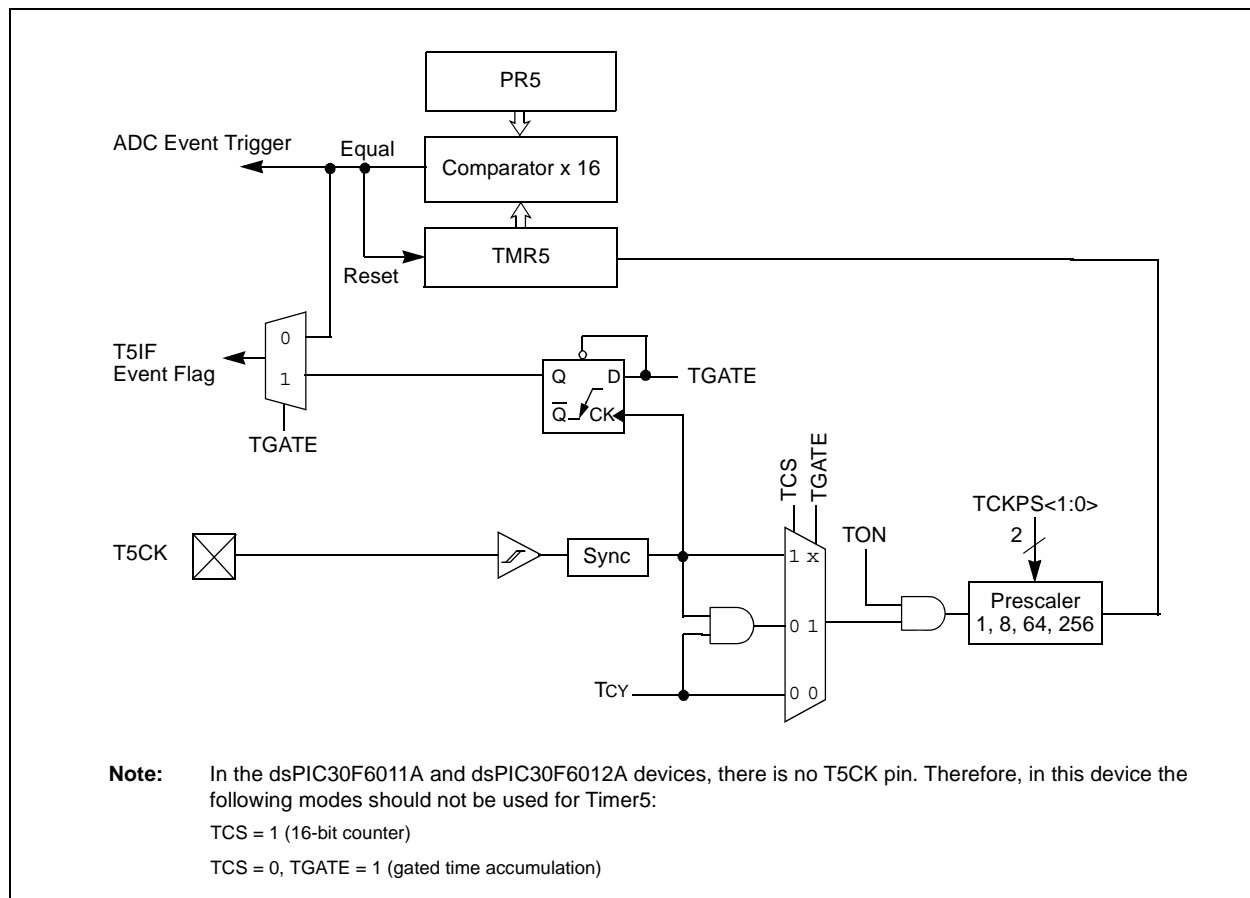 PR5
ADC Event Trigger
Equal
Comparator x 16
TMR5
Reset
0
T5IF
Event Flag
1
Q
D
TGATE
Q
CK
TGATE
TCS
TGATE
TCKPS<1:0>
2
TON
T5CK
Sync
1 x
Prescaler
1, 8, 64, 256
0 1
TCY
0 0
Note: In the dsPIC30F6011A and dsPIC30F6012A devices, there is no T5CK pin. Therefore, in this device the
following modes should not be used for Timer5:
TCS = 1 (16-bit counter)
TCS = 0, TGATE = 1 (gated time accumulation)